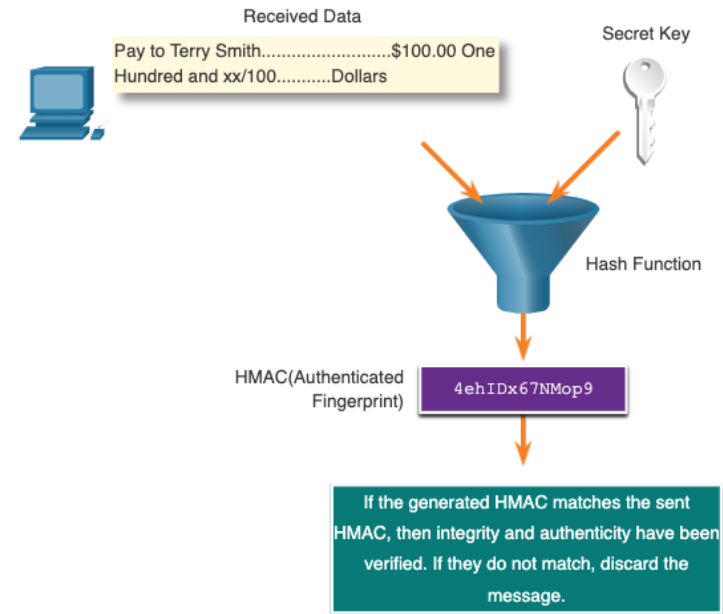 Received Data
Secret Key
Pay to Terry Smith..........................$100.00 One
Hundred and xx/100...........Dollars
Hash Function
HMAC(Authenticated
Fingerprint)
4ehIDx67NMop9
If the generated HMAC matches the sent
HMAC, then integrity and authenticity have been
verified. If they do not match, discard the
message.